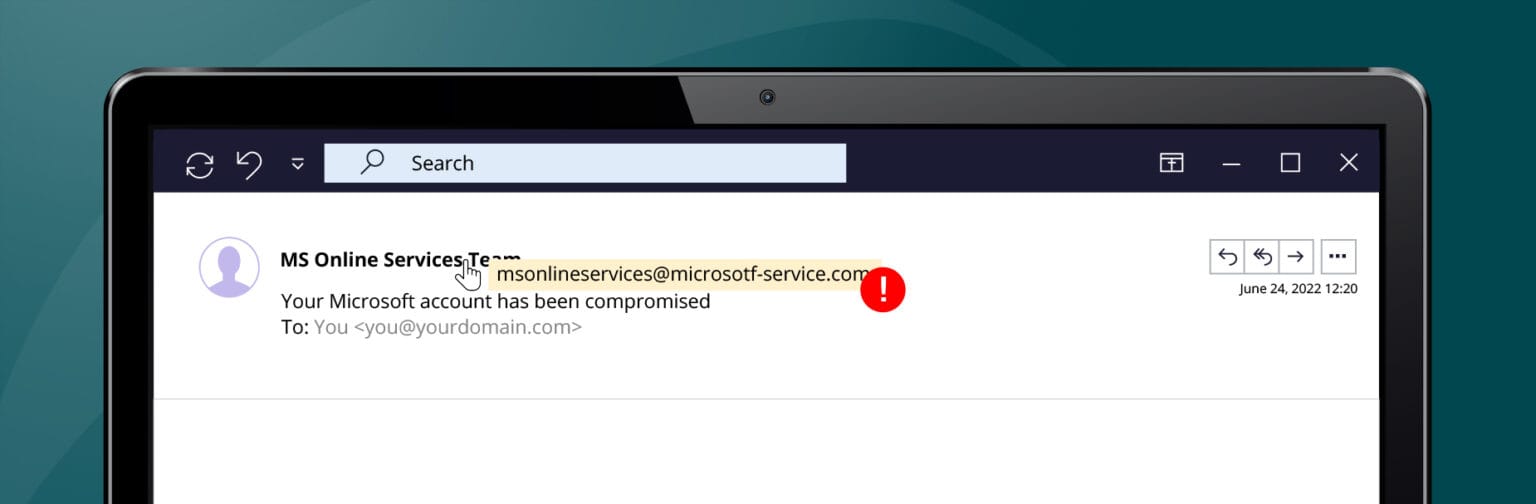 Search
MS Online Services Team
msonlineservices@microsotf-service.com
Your Microsoft account has been compromised
To: You <you@yourdomain.com>
June 24, 2022 12:20